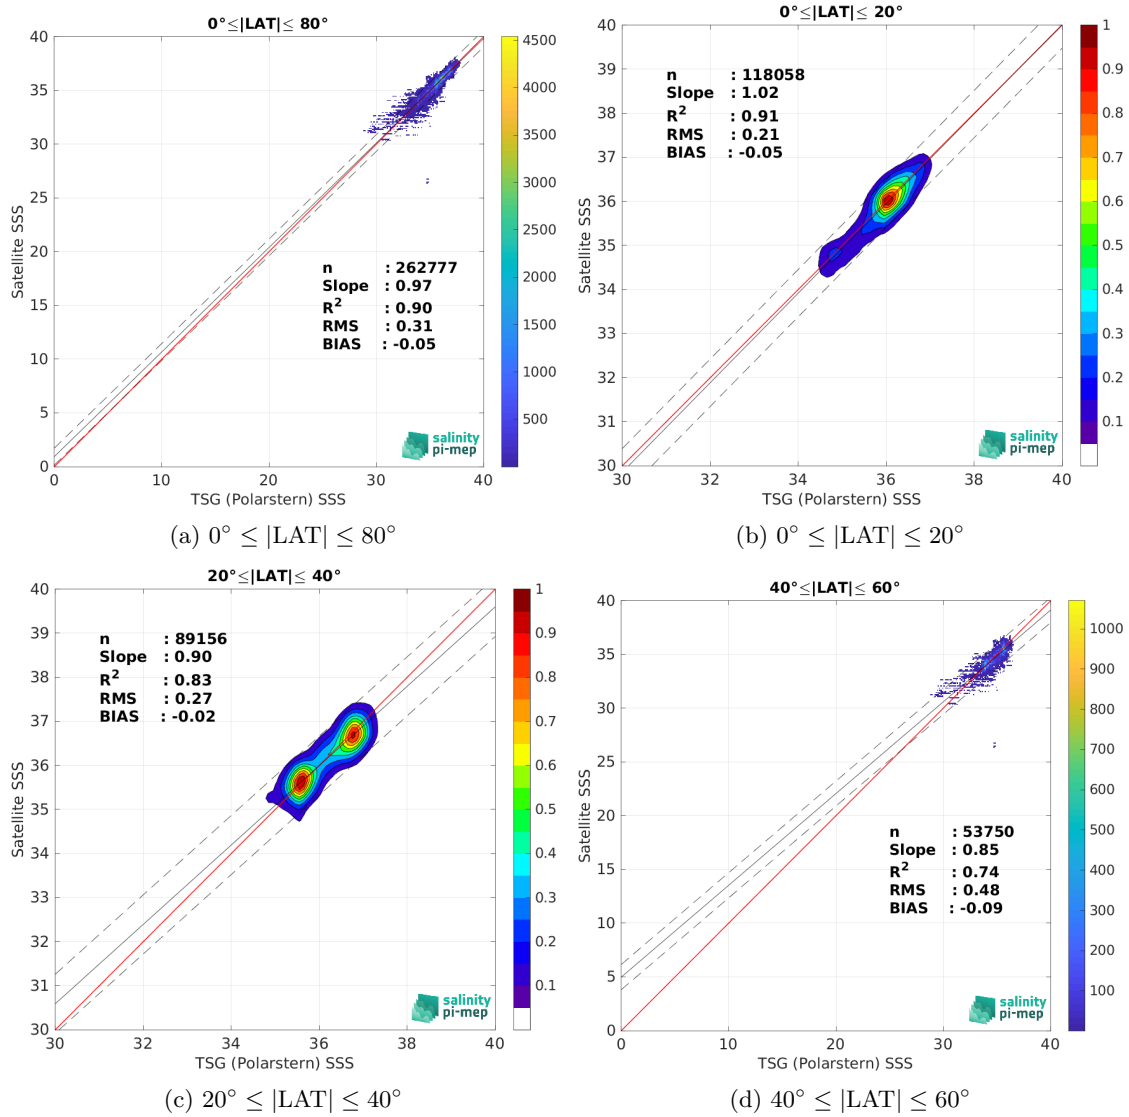 0°≤|LAT|≤ 80°
40
35
30
25
20
15
10
5
0
0
10
20
30
40
Satellite SSS
TSG (Polarstern) SSS
n : 262777
Slope : 0.97
R² : 0.90
RMS : 0.31
BIAS : -0.05
4500
4000
3500
3000
2500
2000
1500
1000
500
salinity
pi-mep
(a) 0° ≤ |LAT| ≤ 80°
0°≤|LAT|≤ 20°
40
39
38
37
36
35
34
33
32
31
30
30
32
34
36
38
40
Satellite SSS
TSG (Polarstern) SSS
n : 118058
Slope : 1.02
R² : 0.91
RMS : 0.21
BIAS : -0.05
1
0.9
0.8
0.7
0.6
0.5
0.4
0.3
0.2
0.1
salinity
pi-mep
(b) 0° ≤ |LAT| ≤ 20°
20°≤|LAT|≤ 40°
40
39
38
37
36
35
34
33
32
31
30
30
32
34
36
38
40
Satellite SSS
TSG (Polarstern) SSS
n : 89156
Slope : 0.90
R² : 0.83
RMS : 0.27
BIAS : -0.02
1
0.9
0.8
0.7
0.6
0.5
0.4
0.3
0.2
0.1
salinity
pi-mep
(c) 20° ≤ |LAT| ≤ 40°
40°≤|LAT|≤ 60°
40
35
30
25
20
15
10
5
0
0
10
20
30
40
Satellite SSS
TSG (Polarstern) SSS
n : 53750
Slope : 0.85
R² : 0.74
RMS : 0.48
BIAS : -0.09
1000
900
800
700
600
500
400
300
200
100
salinity
pi-mep
(d) 40° ≤ |LAT| ≤ 60°